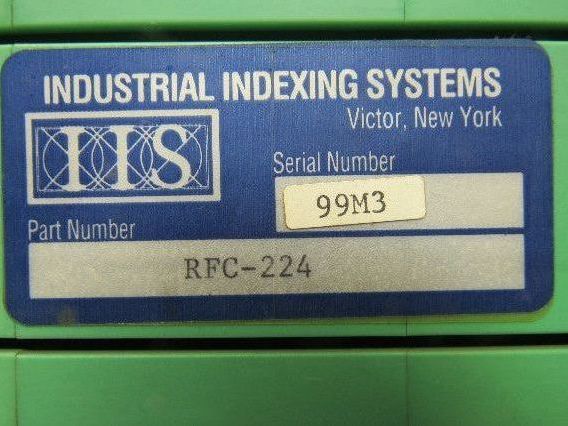 INDUSTRIAL INDEXING SYSTEMS
Victor, New York
IIS
Serial Number
99M3
Part Number
RFC-224